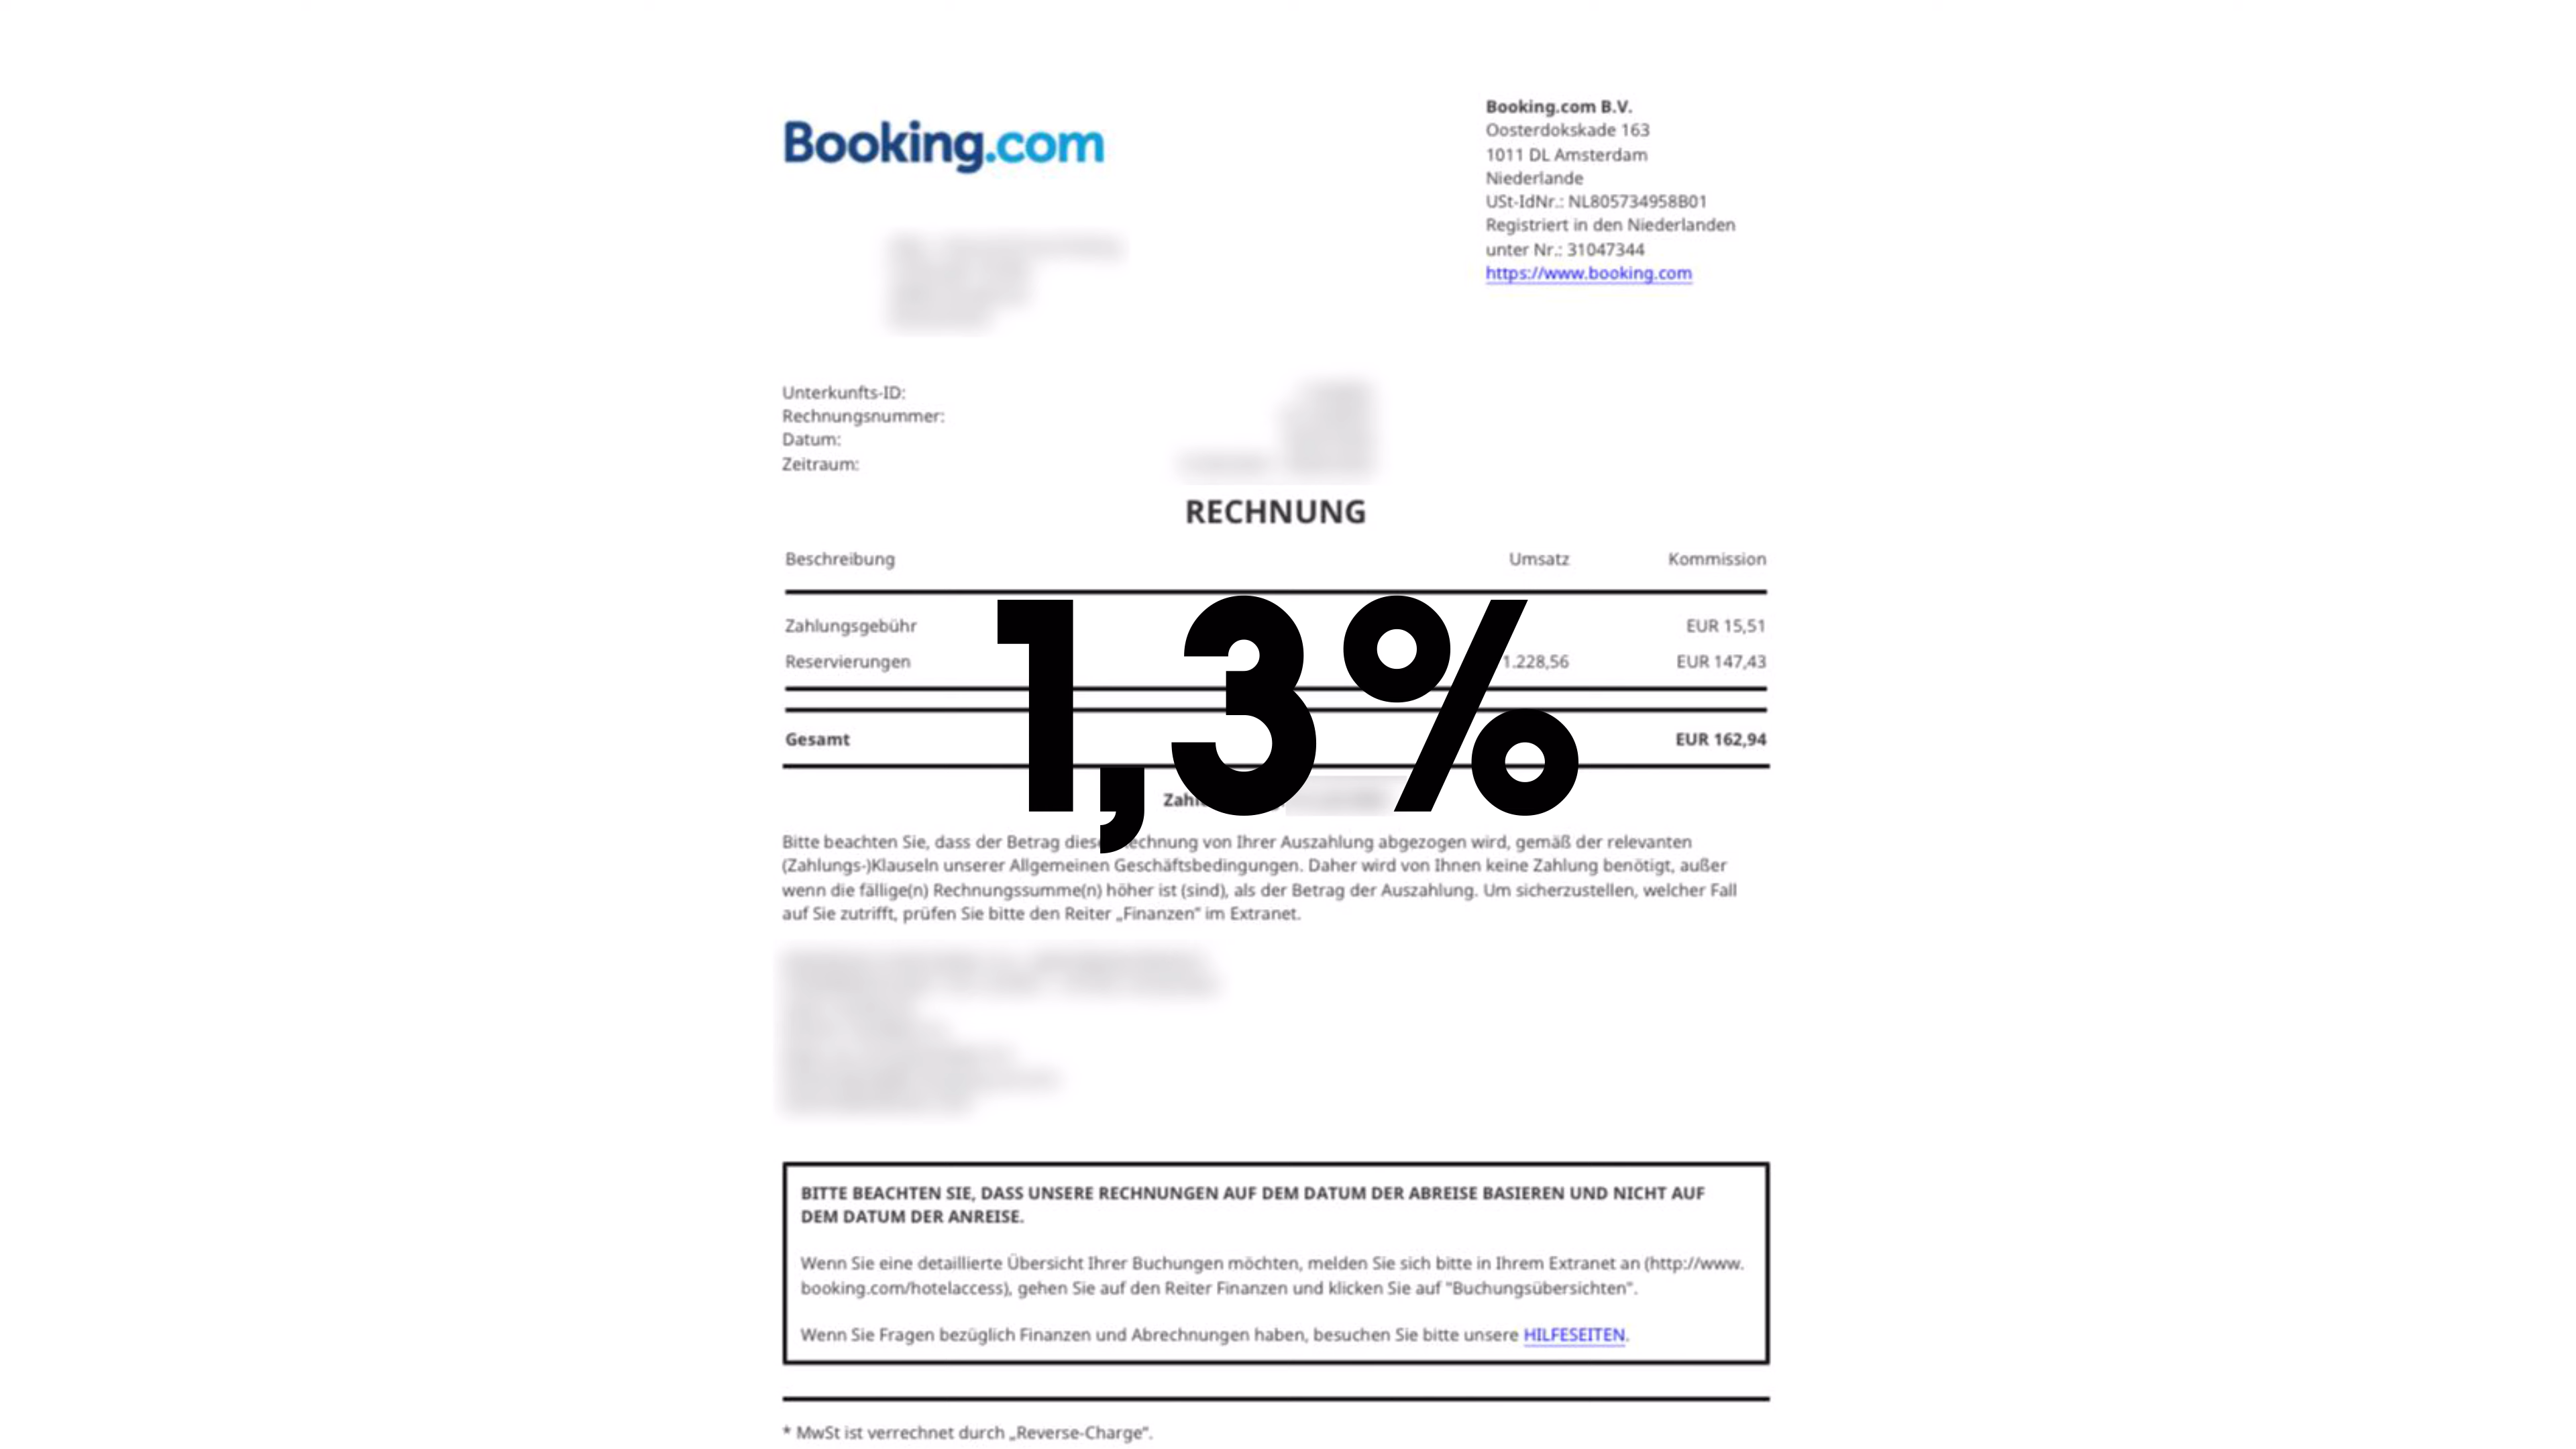 Booking.com
Booking.com B.V.
Oosterdokskade 163
1011 DL Amsterdam
Niederlande
USt-IdNr.: NL805734958B01
Registriert in den Niederlanden
unter Nr.: 31047344
https://www.booking.com
Unterkunfts-ID:
Rechnungsnummer:
Datum:
Zeitraum:
RECHNUNG
Beschreibung Umsatz Kommission
Zahlungsgebühr EUR 15,51
Reservierungen 1.228,56 EUR 147,43
1,3%
Gesamt EUR 162,94
Bitte beachten Sie, dass der Betrag dieser Rechnung von Ihrer Auszahlung abgezogen wird, gemäß der relevanten
(Zahlungs-)Klauseln unserer Allgemeinen Geschäftsbedingungen. Daher wird von Ihnen keine Zahlung benötigt, außer
wenn die fällige(n) Rechnungssumme(n) höher ist (sind), als der Betrag der Auszahlung. Um sicherzustellen, welcher Fall
auf Sie zutrifft, prüfen Sie bitte den Reiter „Finanzen“ im Extranet.
BITTE BEACHTEN SIE, DASS UNSERE RECHNUNGEN AUF DEM DATUM DER ABREISE BASIEREN UND NICHT AUF
DEM DATUM DER ANREISE.
Wenn Sie eine detaillierte Übersicht Ihrer Buchungen möchten, melden Sie sich bitte in Ihrem Extranet an (http://www.
booking.com/hotelaccess), gehen Sie auf den Reiter Finanzen und klicken Sie auf "Buchungsübersichten".
Wenn Sie Fragen bezüglich Finanzen und Abrechnungen haben, besuchen Sie bitte unsere HILFESEITEN.
* MwSt ist verrechnet durch „Reverse-Charge“.